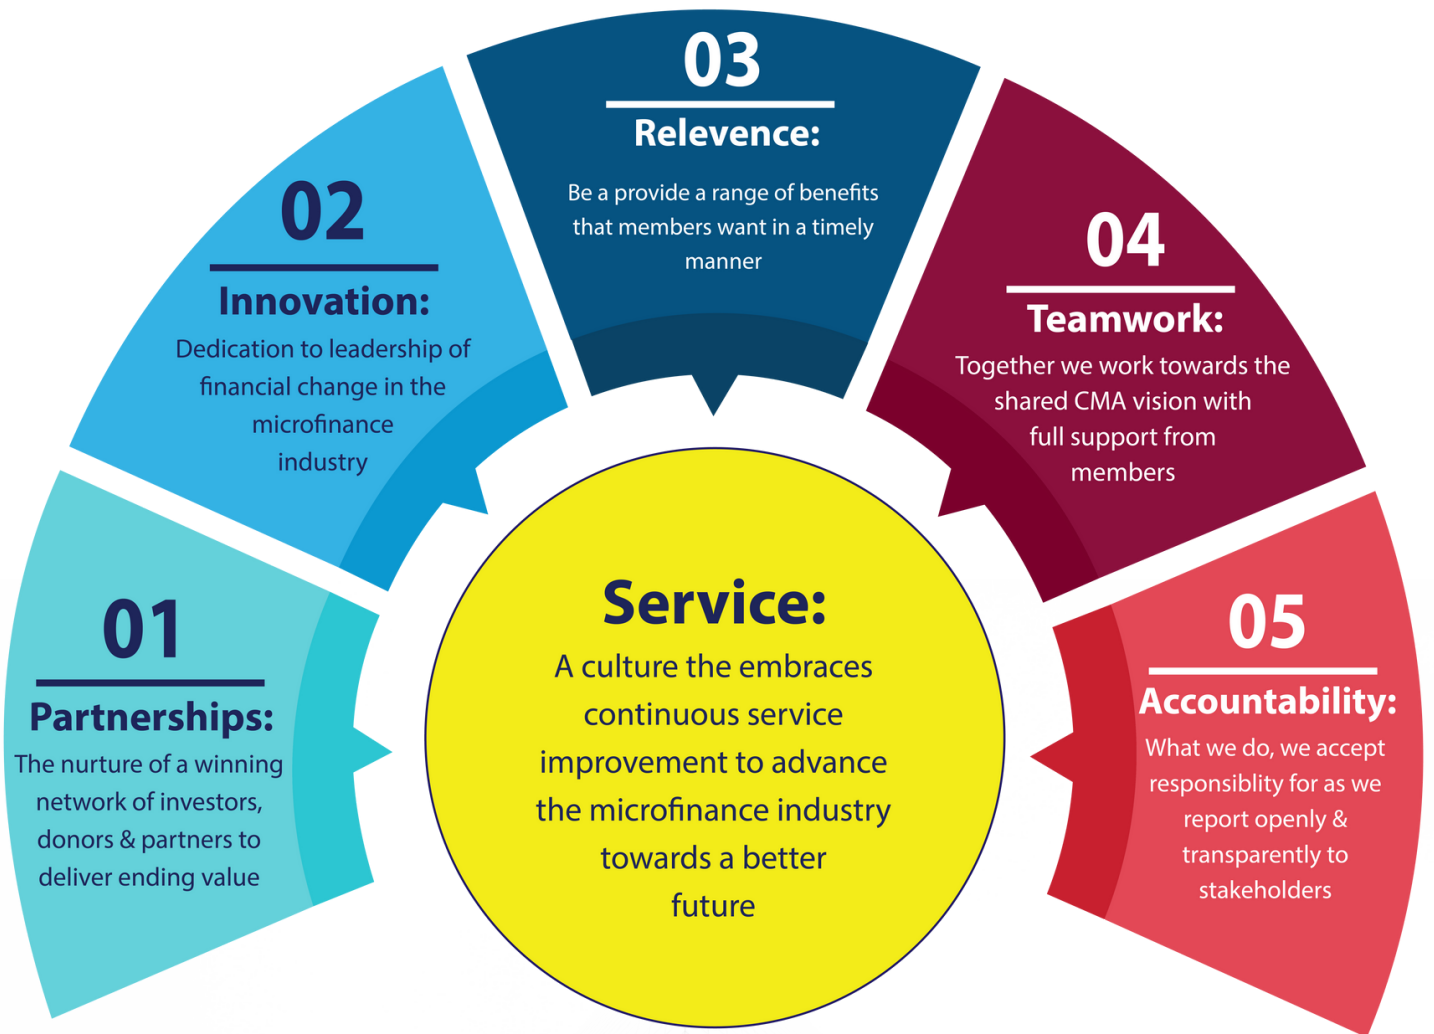 01
Partnerships:
The nurture of a winning
network of investors,
donors & partners to
deliver ending value
02
Innovation:
Dedication to leadership of
financial change in the
microfinance
industry
03
Relevence:
Be a provide a range of benefits
that members want in a timely
manner
04
Teamwork:
Together we work towards the
shared CMA vision with
full support from
members
05
Accountability:
What we do, we accept
responsiblity for as we
report openly &
transparently to
stakeholders
Service:
A culture the embraces
continuous service
improvement to advance
the microfinance industry
towards a better
future